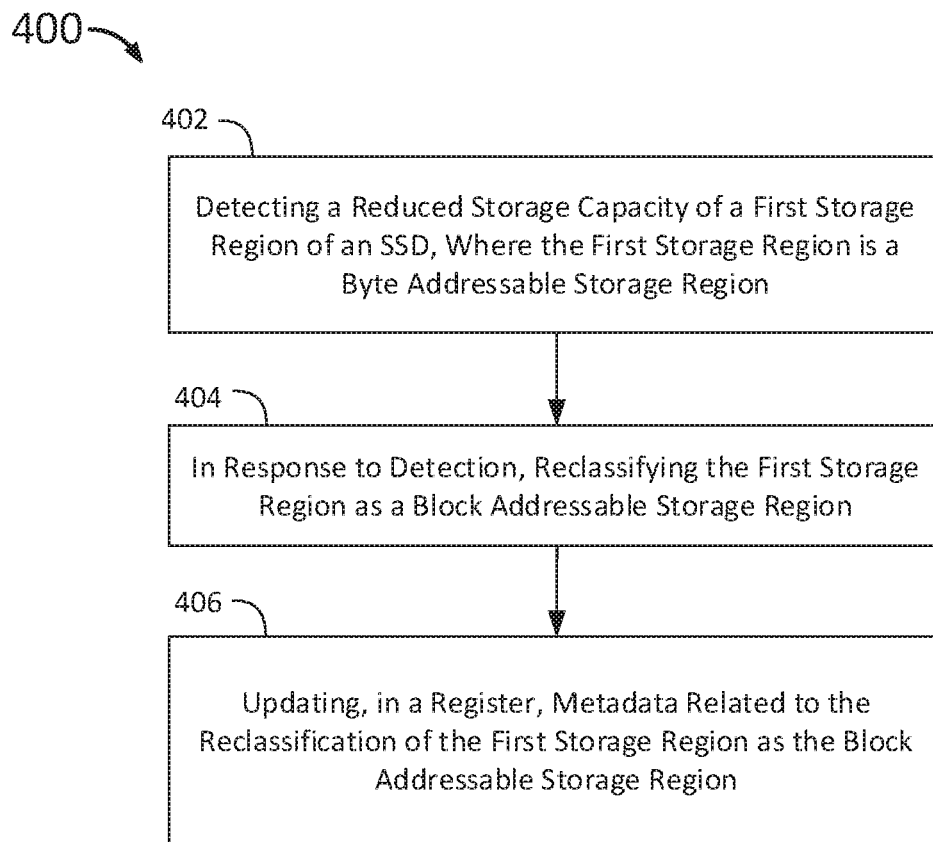 400
402
Detecting a Reduced Storage Capacity of a First Storage
Region of an SSD, Where the First Storage Region is a
Byte Addressable Storage Region
404
In Response to Detection, Reclassifying the First Storage
Region as a Block Addressable Storage Region
406
Updating, in a Register, Metadata Related to the
Reclassification of the First Storage Region as the Block
Addressable Storage Region